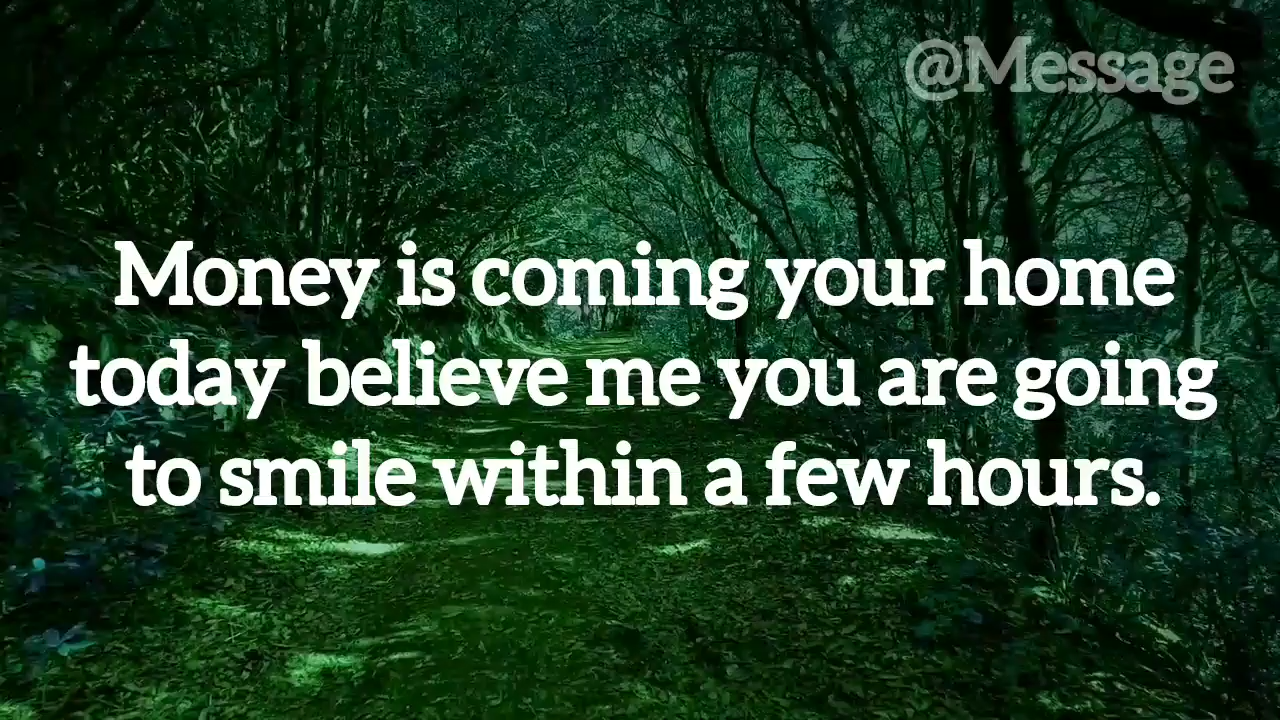 @Message
Money is coming your home
today believe me you are going
to smile within a few hours.